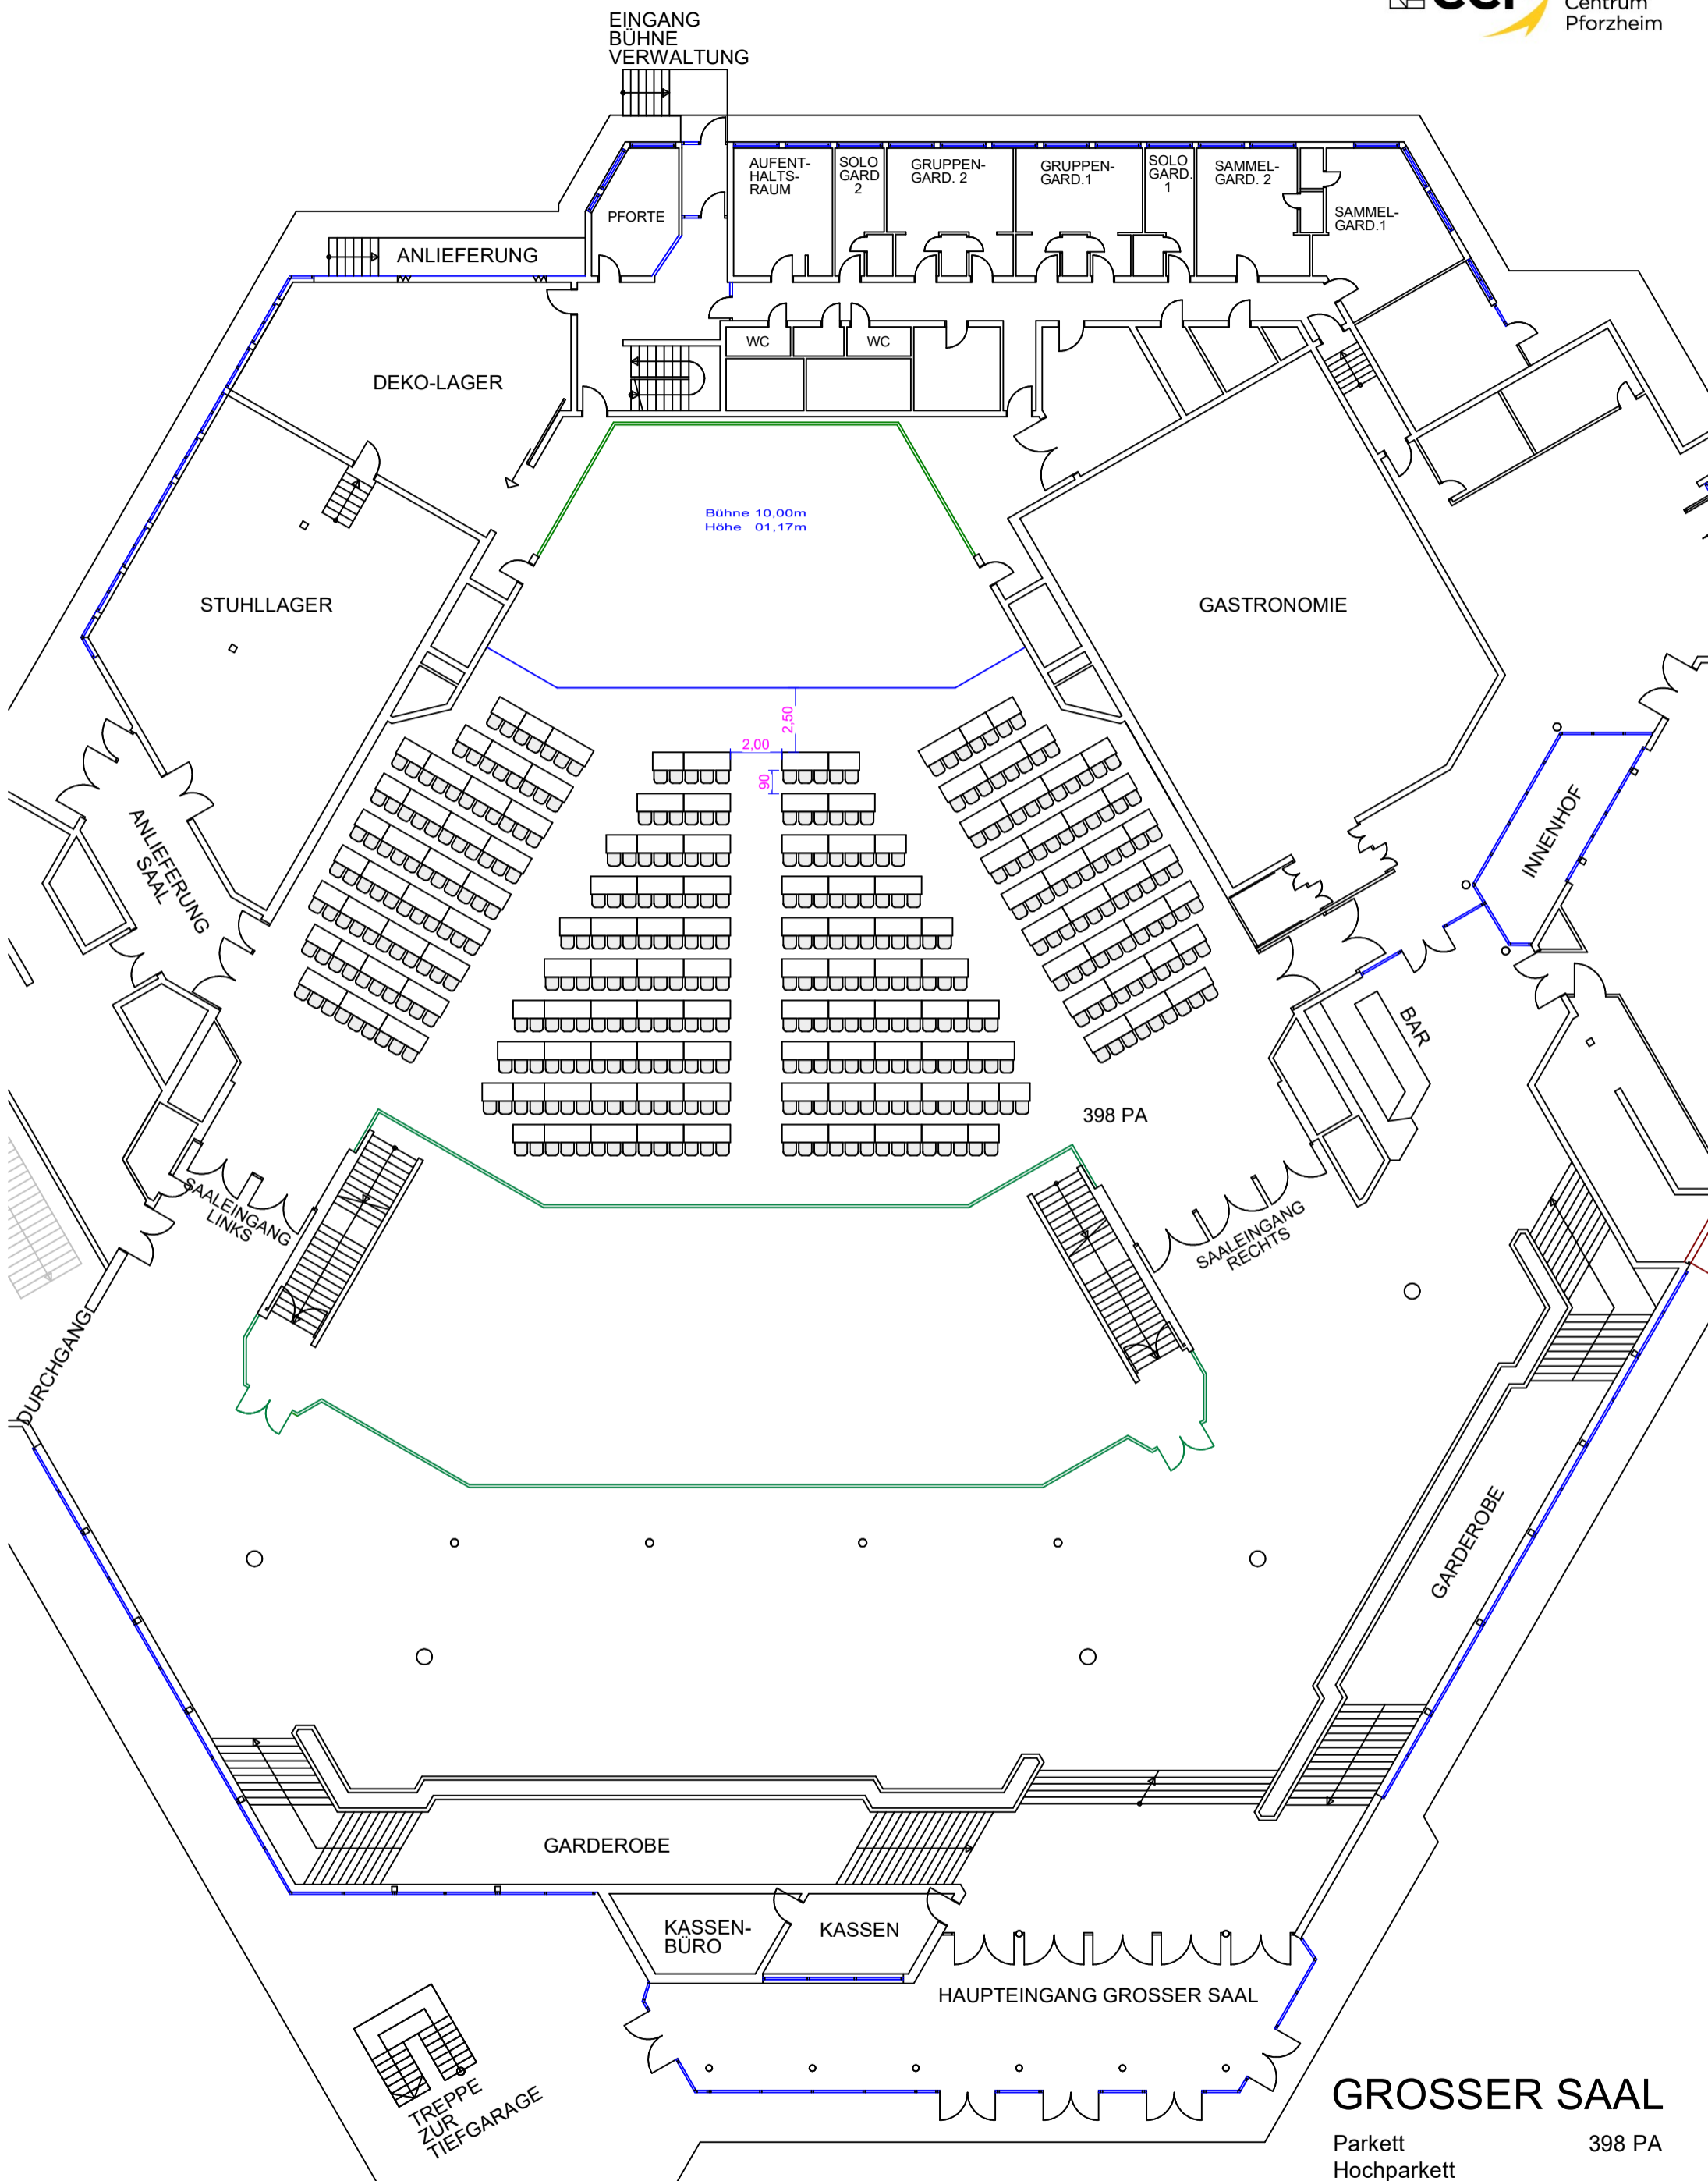 Centrum
Pforzheim
EINGANG
BÜHNE
VERWALTUNG
AUFENT-
HALTS-
RAUM
SOLO
GARD
2
GRUPPEN-
GARD. 2
GRUPPEN-
GARD.1
SOLO
GARD.
1
SAMMEL-
GARD. 2
SAMMEL-
GARD.1
PFORTE
ANLIEFERUNG
WC
WC
DEKO-LAGER
Bühne 10,00m
Höhe 01,17m
STUHLLAGER
GASTRONOMIE
2,50
2,00
90
INNENHOF
ANLIEFERUNG
SAAL
BAR
398 PA
SAALEINGANG
LINKS
SAALEINGANG
RECHTS
DURCHGANG
GARDEROBE
GARDEROBE
KASSEN-
BÜRO
KASSEN
HAUPTEINGANG GROSSER SAAL
TREPPE
ZUR
TIEFGARAGE
GROSSER SAAL
Parkett 398 PA
Hochparkett